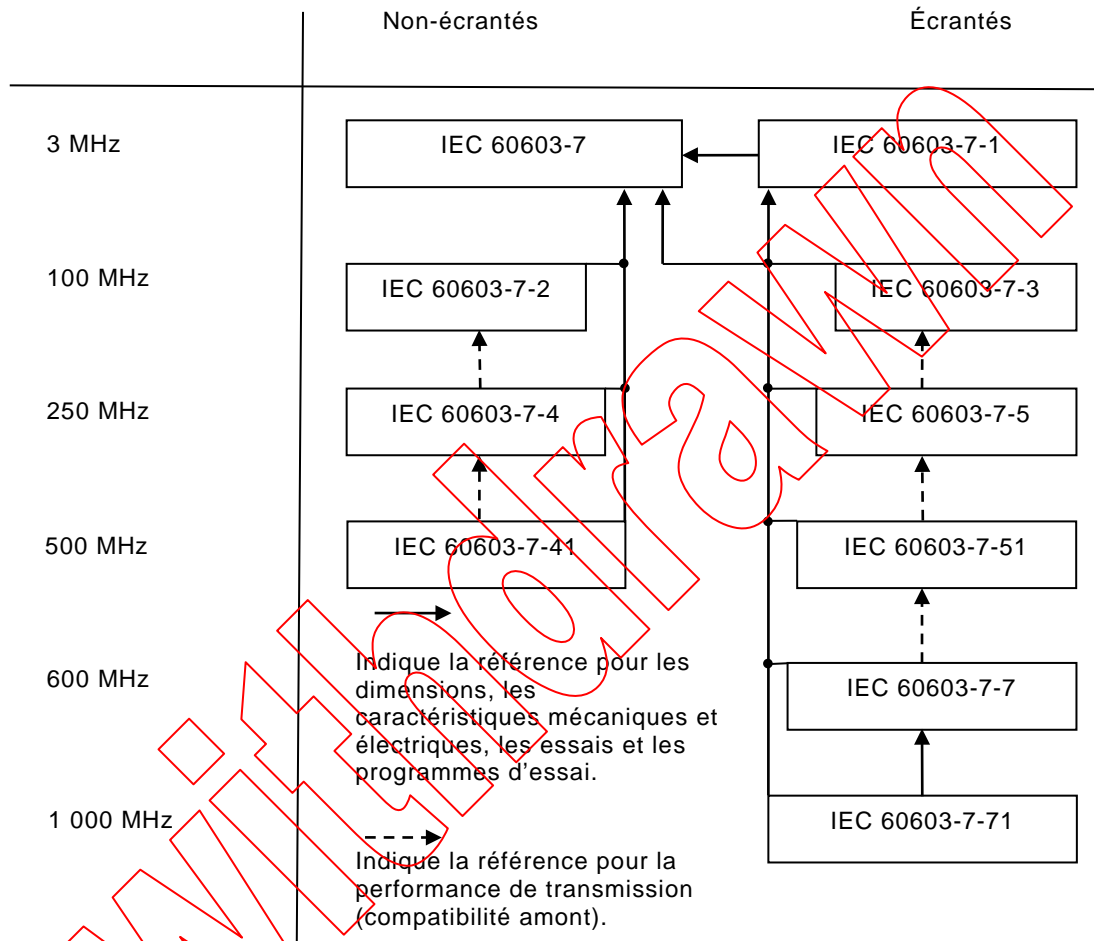 Non-écrantés
Écrantés
3 MHz
IEC 60603-7
IEC 60603-7-1
100 MHz
IEC 60603-7-2
IEC 60603-7-3
250 MHz
IEC 60603-7-4
IEC 60603-7-5
500 MHz
IEC 60603-7-41
IEC 60603-7-51
600 MHz
IEC 60603-7-7
Indique la référence pour les
dimensions, les
caractéristiques mécaniques et
électriques, les essais et les
programmes d’essai.
1 000 MHz
IEC 60603-7-71
Indique la référence pour la
performance de transmission
(compatibilité amont).
withdrawn